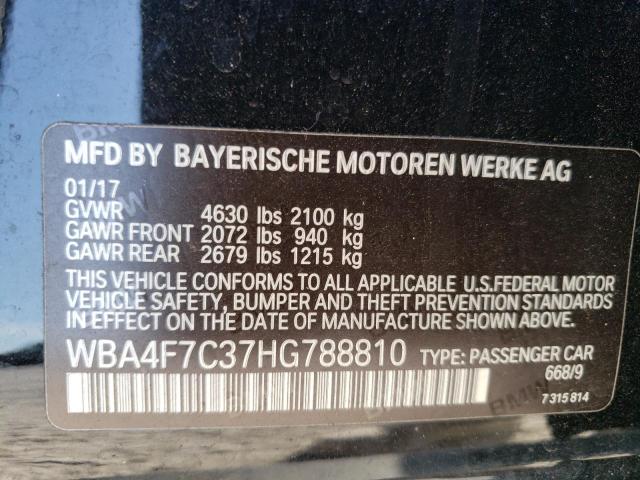 MFD BY BAYERISCHE MOTOREN WERKE AG
01/17
GVWR 4630 lbs 2100 kg
GAWR FRONT 2072 lbs 940 kg
GAWR REAR 2679 lbs 1215 kg
THIS VEHICLE CONFORMS TO ALL APPLICABLE U.S.FEDERAL MOTOR
VEHICLE SAFETY, BUMPER AND THEFT PREVENTION STANDARDS
IN EFFECT ON THE DATE OF MANUFACTURE SHOWN ABOVE.
WBA4F7C37HG788810 TYPE: PASSENGER CAR
668/9
7 315 814